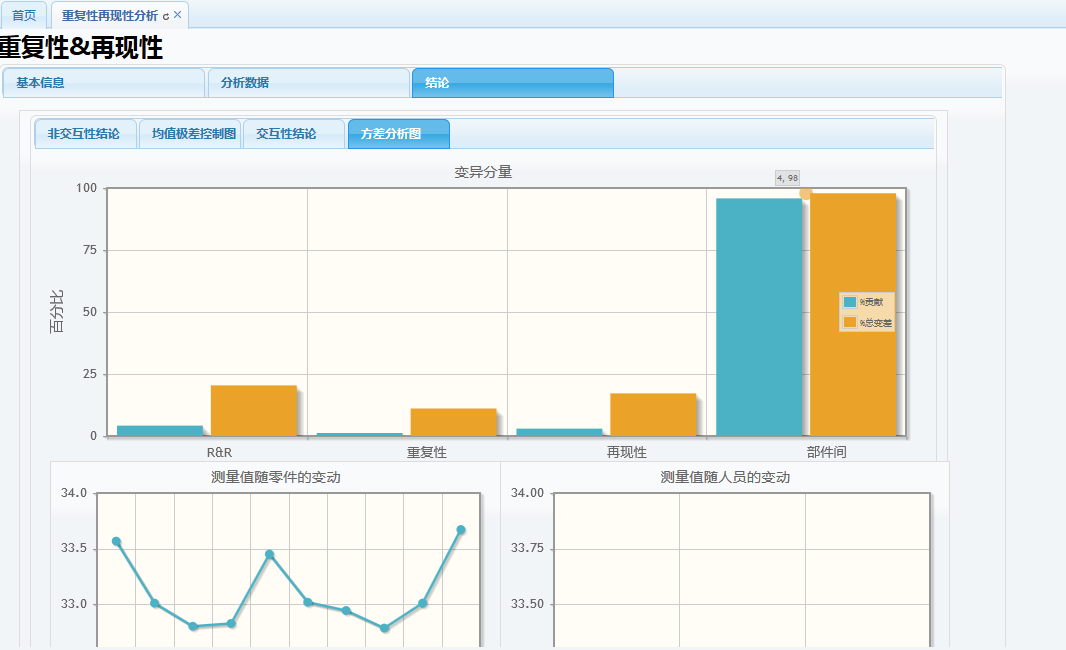 首页
重复性再现性分析
重复性&再现性
基本信息
分析数据
结论
非交互性结论
均值极差控制图
交互性结论
方差分析图
变异分量
4, 98
100
75
50
25
0
百分比
%贡献
%总变差
R&R
重复性
再现性
部件间
测量值随零件的变动
34.0
33.5
33.0
测量值随人员的变动
34.00
33.75
33.50